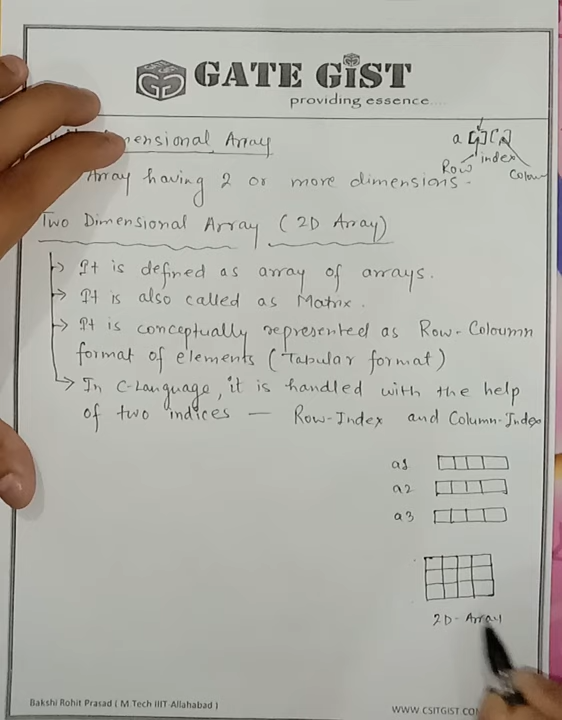 GATE GIST
providing essence....
mensional Array
a [ ] [ ]
Row index Colou
Array having 2 or more dimensions.
Two Dimensional Array (2D Array)
→ It is defined as array of arrays.
→ It is also called as Matrix.
→ It is conceptually represented as Row-Coloumn
format of elements (Tabular format)
→ In C-Language, it is handled with the help
of two indices — Row-Index and Column-Index
a1
a2
a3
2D-Array
Bakshi Rohit Prasad ( M.Tech IIIT-Allahabad )
WWW.CSITGIST.CO